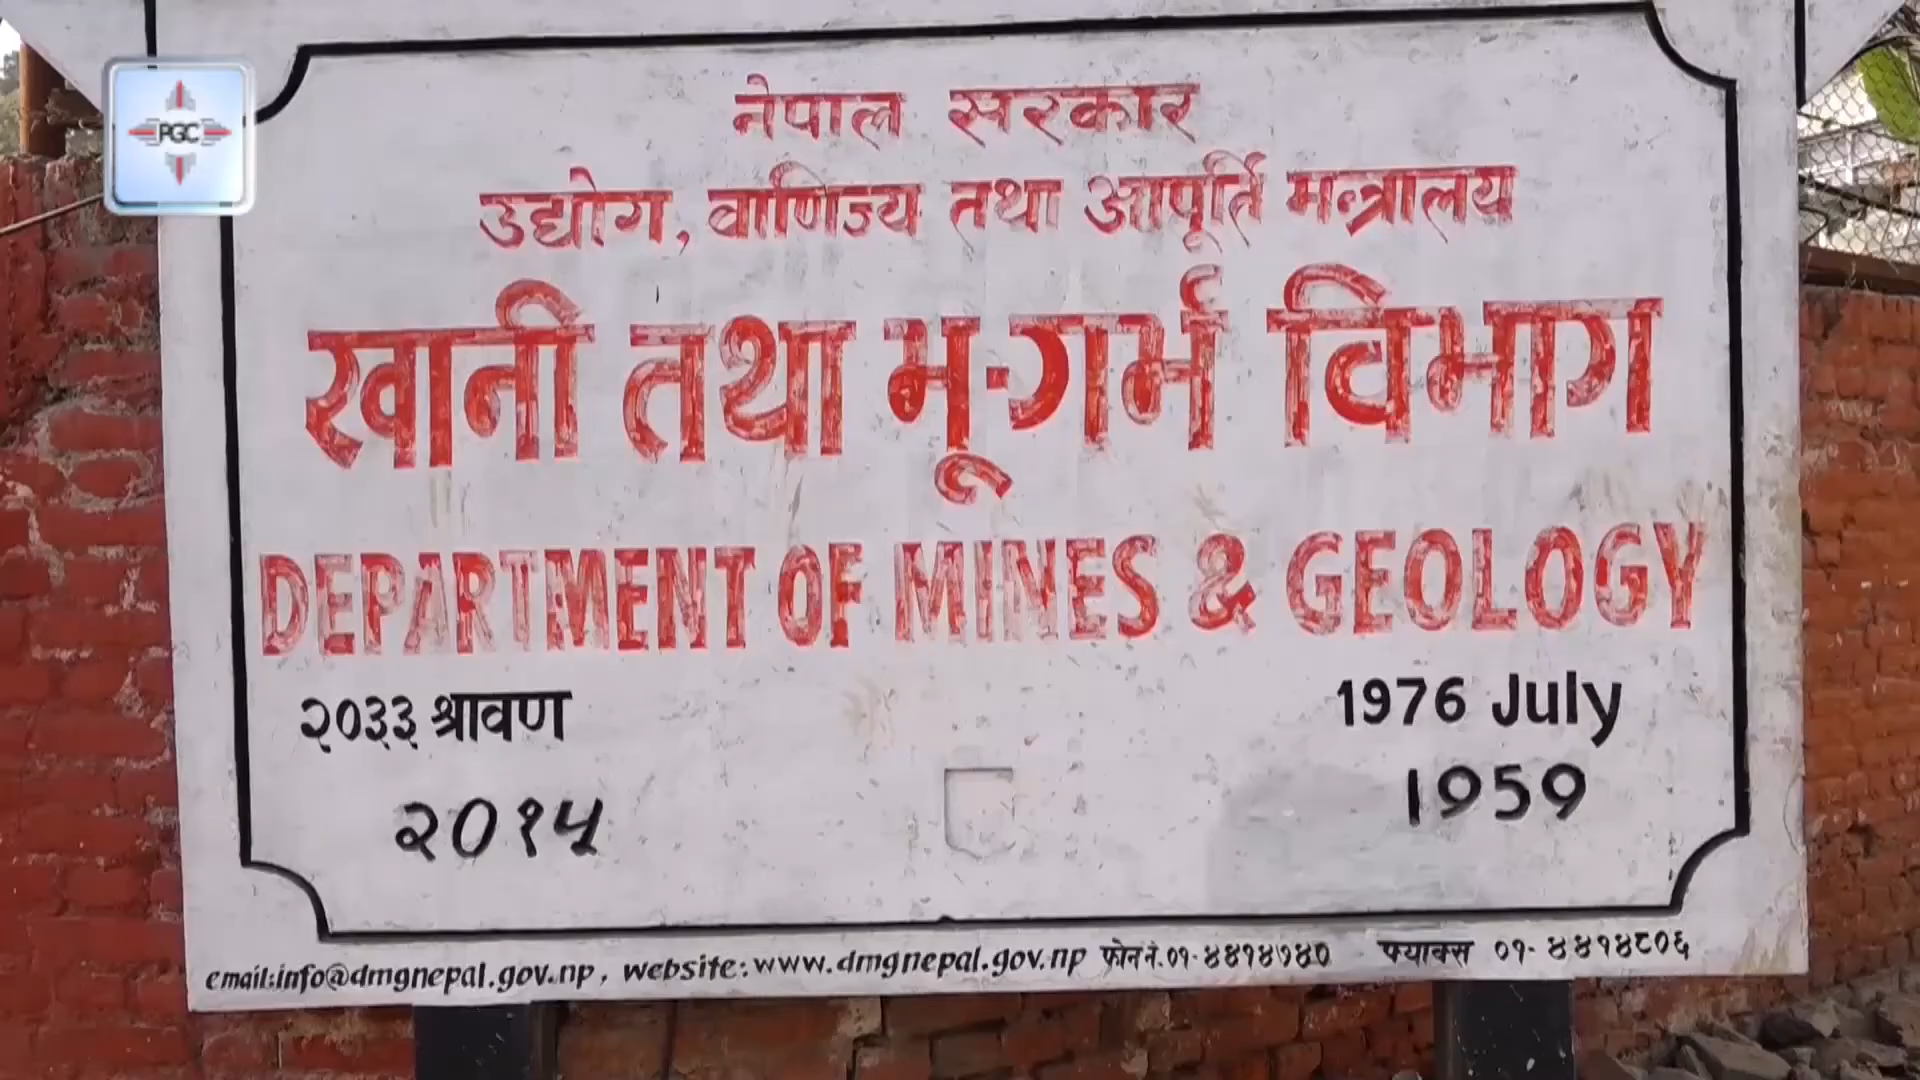 PGC
नेपाल सरकार
उद्योग, वाणिज्य तथा आपूर्ति मन्त्रालय
खानी तथा भू-गर्भ विभाग
DEPARTMENT OF MINES & GEOLOGY
२०३३ श्रावण 1976 July
२०१५ 1959
email:info@dmgnepal.gov.np, website:www.dmgnepal.gov.np फोन नं.०१-४४१४७४० फ्याक्स ०१-४४१४८०६